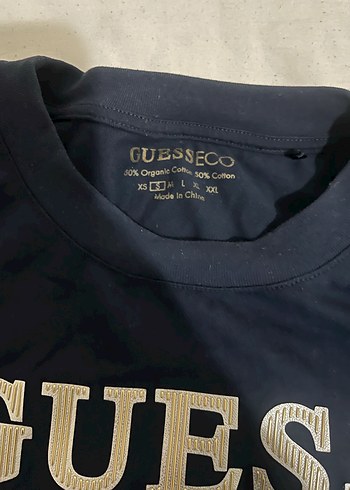 GUESSECO
50% Organic Cotton, 50% Cotton
XS S M L XL XXL
Made in China
GUESS